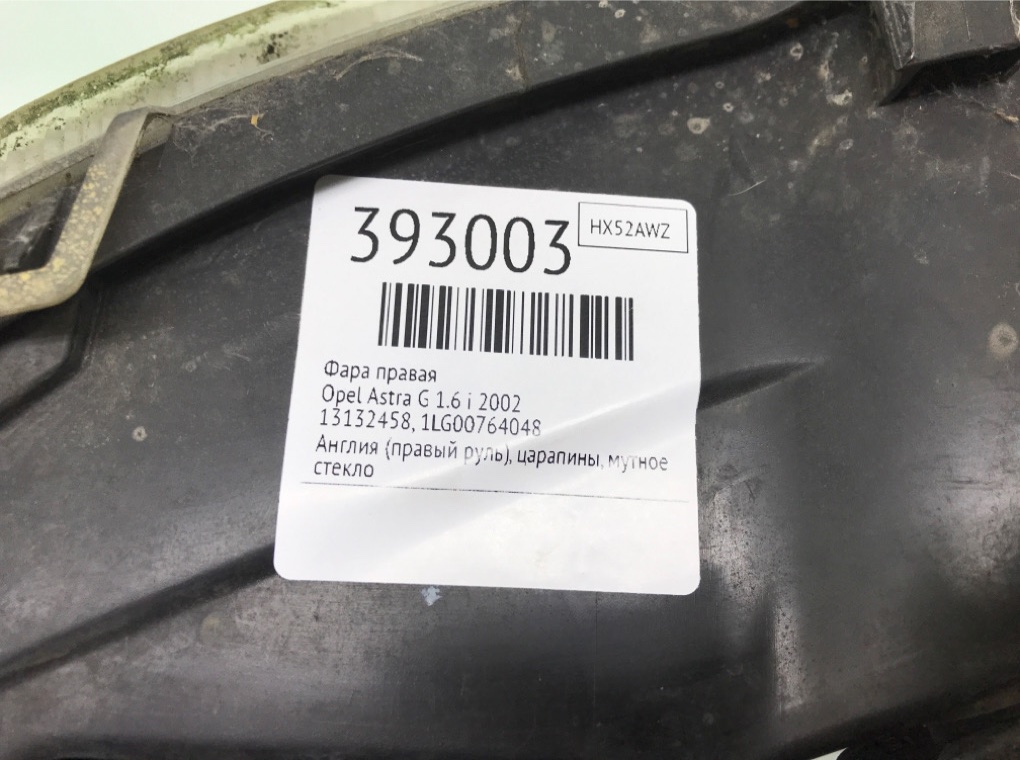 393003
HX52AWZ
Фара правая
Opel Astra G 1.6 i 2002
13132458, 1LG00764048
Англия (правый руль), царапины, мутное
стекло